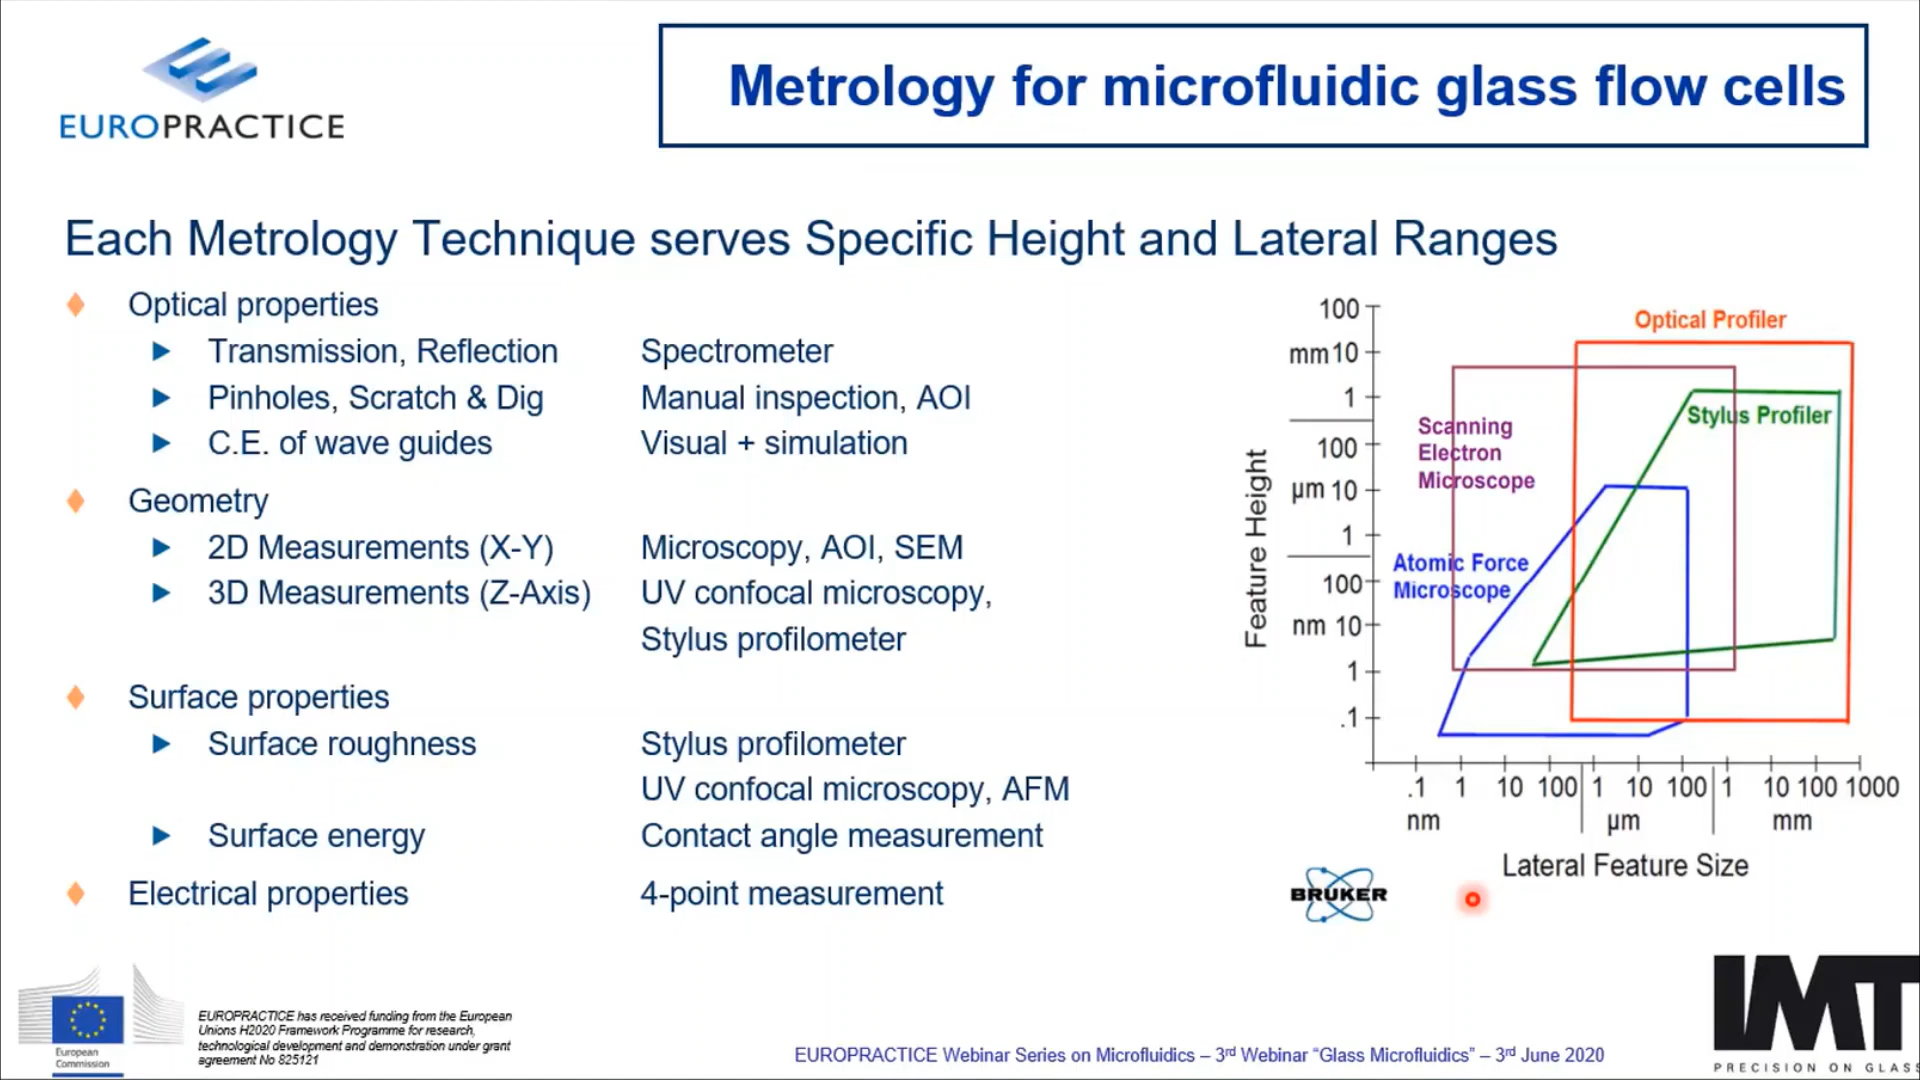 EUROPRACTICE
Metrology for microfluidic glass flow cells
Each Metrology Technique serves Specific Height and Lateral Ranges
Optical properties
Transmission, Reflection Spectrometer
Pinholes, Scratch & Dig Manual inspection, AOI
C.E. of wave guides Visual + simulation
Geometry
2D Measurements (X-Y) Microscopy, AOI, SEM
3D Measurements (Z-Axis) UV confocal microscopy,
Stylus profilometer
Surface properties
Surface roughness Stylus profilometer
UV confocal microscopy, AFM
Surface energy Contact angle measurement
Electrical properties 4-point measurement
Feature Height
100
mm 10
1
100
µm 10
1
100
nm 10
1
.1
Optical Profiler
Stylus Profiler
Scanning
Electron
Microscope
Atomic Force
Microscope
.1 1 10 100 1 10 100 1 10 100 1000
nm µm mm
Lateral Feature Size
BRUKER
European
Commission
EUROPRACTICE has received funding from the European
Unions H2020 Framework Programme for research,
technological development and demonstration under grant
agreement No 825121
EUROPRACTICE Webinar Series on Microfluidics – 3rd Webinar “Glass Microfluidics” – 3rd June 2020
IMT
PRECISION ON GLASS